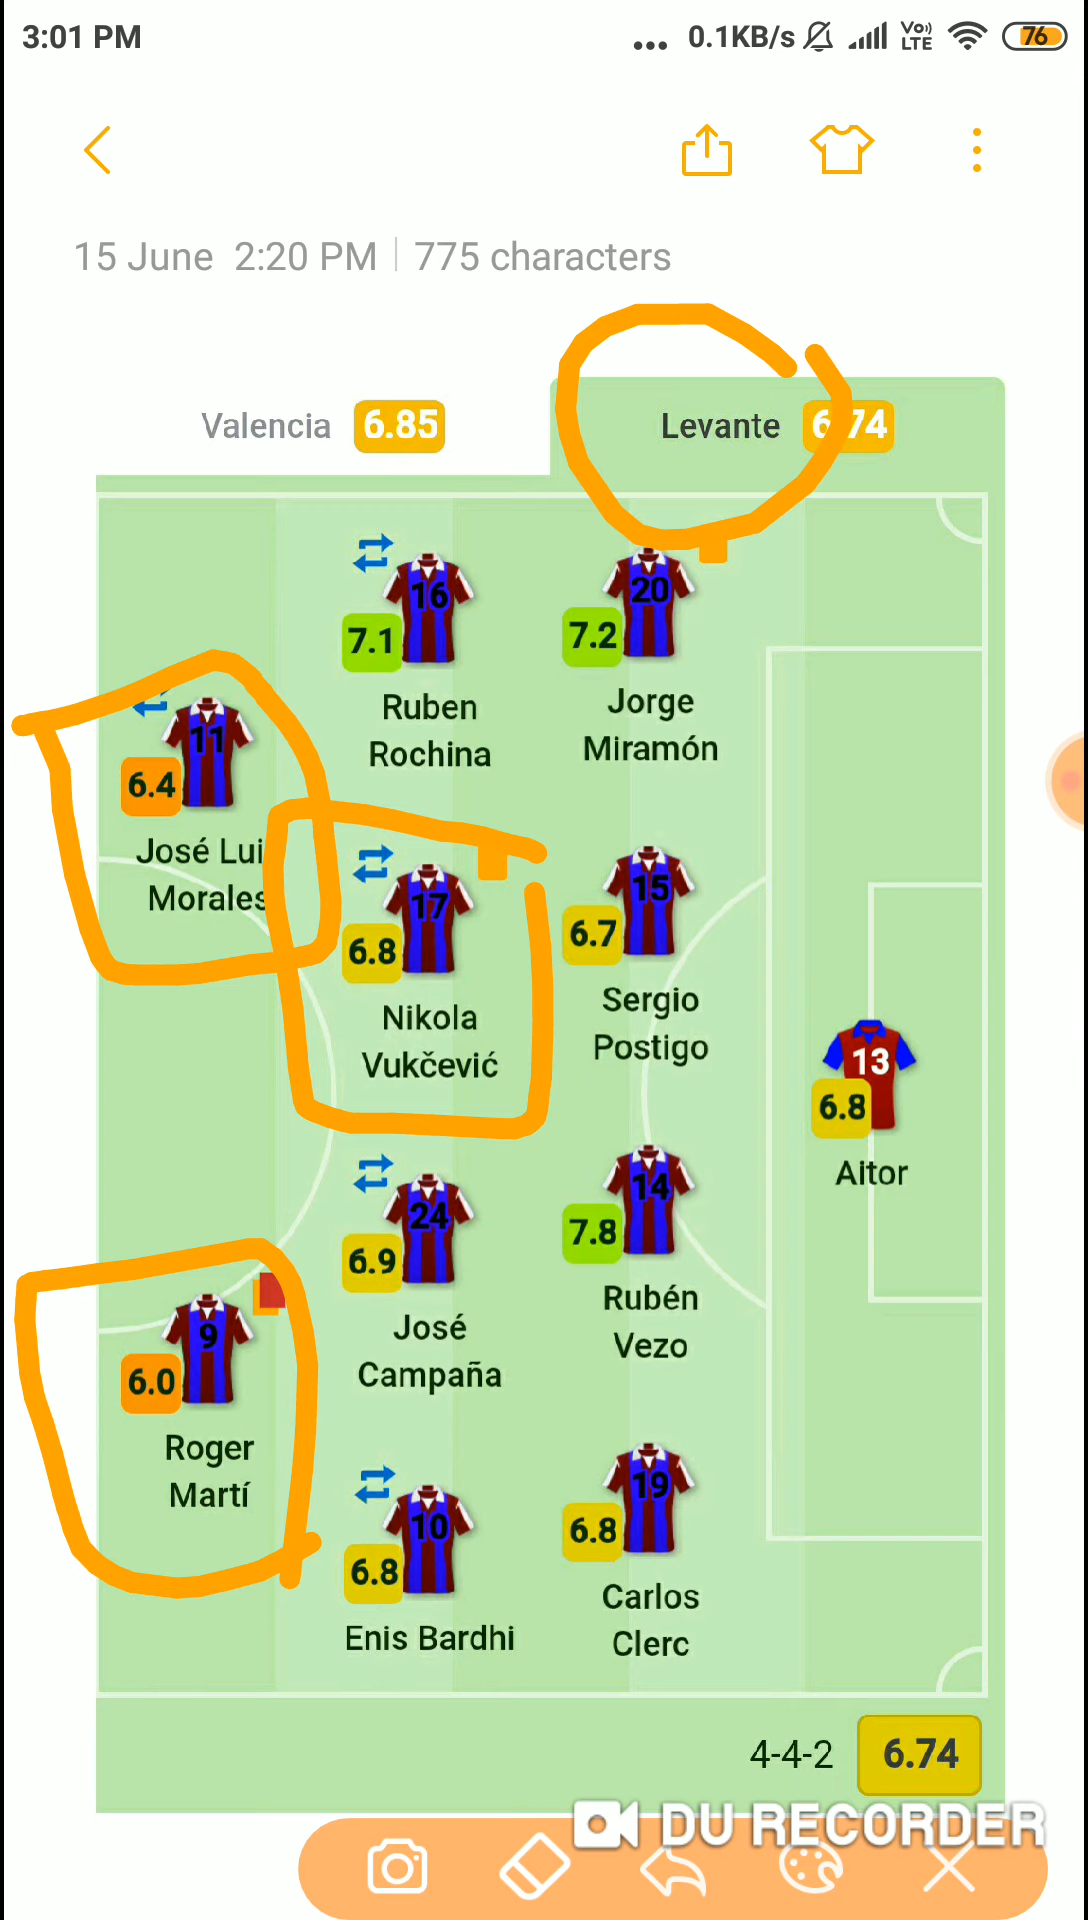 3:01 PM
... 0.1KB/s Vo)) LTE 76
15 June 2:20 PM | 775 characters
Valencia 6.85
Levante 6.74
16
7.1
Ruben
Rochina
20
7.2
Jorge
Miramón
11
6.4
José Lui
Morales
17
6.8
Nikola
Vukčević
15
6.7
Sergio
Postigo
13
6.8
Aitor
24
6.9
José
Campaña
14
7.8
Rubén
Vezo
9
6.0
Roger
Martí
10
6.8
Enis Bardhi
19
6.8
Carlos
Clerc
4-4-2 6.74
DU RECORDER